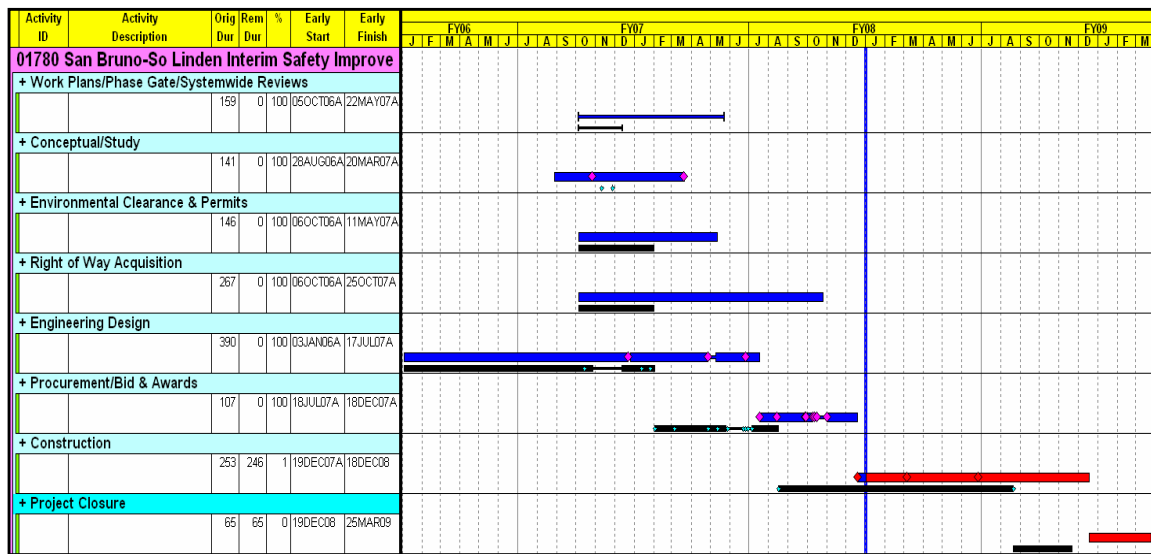 Activity ID Activity Description Orig Dur Rem Dur % Early Start Early Finish
FY06 FY07 FY08 FY09
J F M A M J J A S O N D J F M A M J J A S O N D J F M A M J J A S O N D J F M
01780 San Bruno-So Linden Interim Safety Improve
+ Work Plans/Phase Gate/Systemwide Reviews
159 0 100 05OCT06A 22MAY07A
+ Conceptual/Study
141 0 100 28AUG06A 20MAR07A
+ Environmental Clearance & Permits
146 0 100 06OCT06A 11MAY07A
+ Right of Way Acquisition
267 0 100 06OCT06A 25OCT07A
+ Engineering Design
390 0 100 03JAN06A 17JUL07A
+ Procurement/Bid & Awards
107 0 100 18JUL07A 18DEC07A
+ Construction
253 246 1 19DEC07A 18DEC08
+ Project Closure
65 65 0 19DEC08 25MAR09